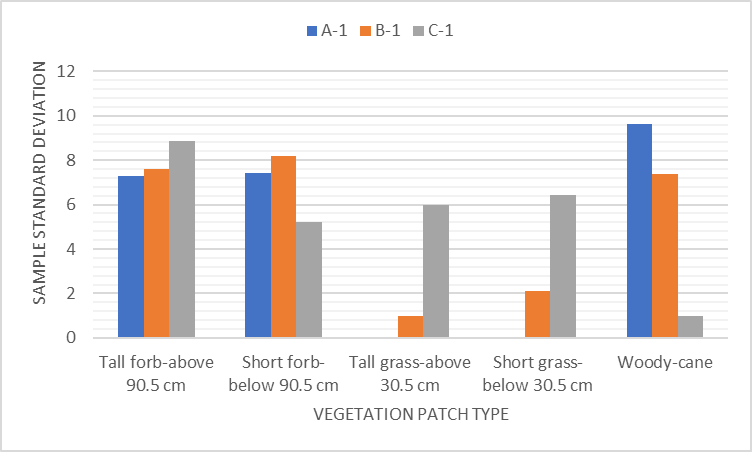 A-1 B-1 C-1
SAMPLE STANDARD DEVIATION
12
10
8
6
4
2
0
Tall forb-above
90.5 cm
Short forb-
below 90.5 cm
Tall grass-above
30.5 cm
Short grass-
below 30.5 cm
Woody-cane
VEGETATION PATCH TYPE